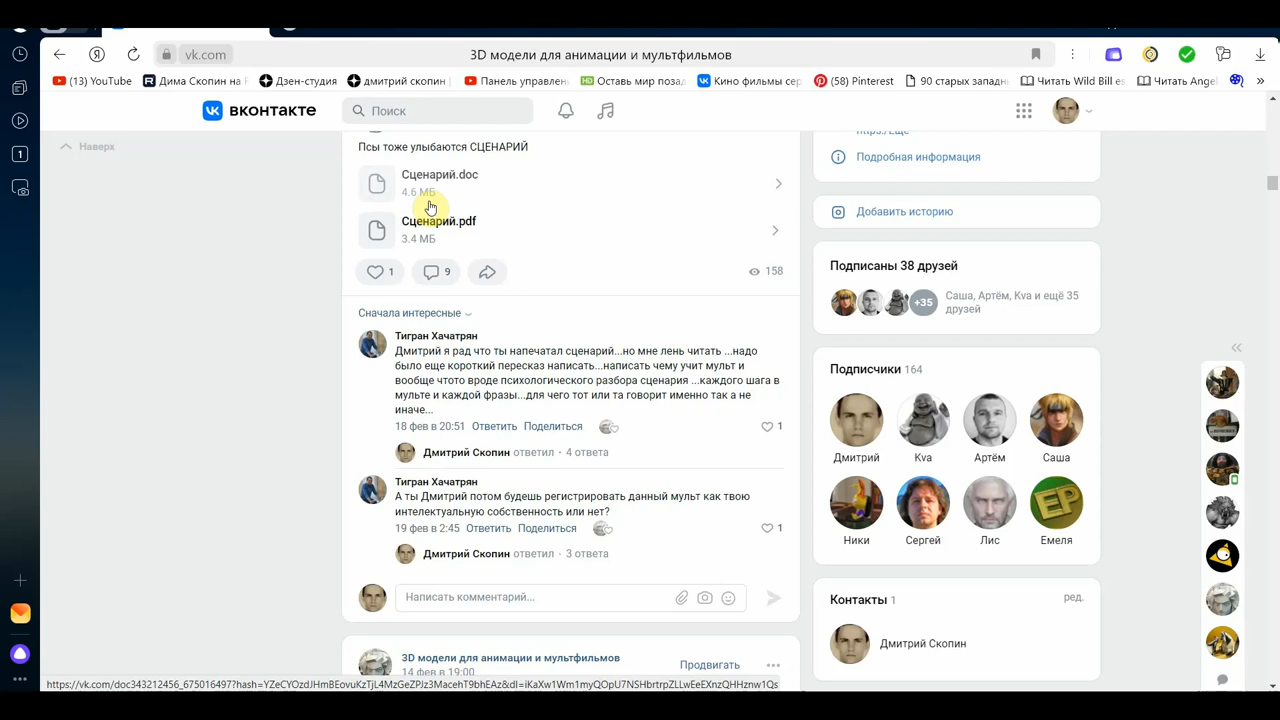 vk.com
3D модели для анимации и мультфильмов
(13) YouTube
Дима Скопин на R
Дзен-студия
дмитрий скопин |
Панель управлен
Оставь мир позад
Кино фильмы сер
(58) Pinterest
90 старых западн
Читать Wild Bill es
Читать Angel
»
вконтакте
Поиск
Наверх
Псы тоже улыбаются СЦЕНАРИЙ
Сценарий.doc
4.6 МБ
Сценарий.pdf
3.4 МБ
1
9
158
Сначала интересные
Тигран Хачатрян
Дмитрий я рад что ты напечатал сценарий...но мне лень читать ...надо
было еще короткий пересказ написать...написать чему учит мульт и
вообще чтото вроде психологического разбора сценария ...каждого шага в
мульте и каждой фразы...для чего тот или та говорит именно так а не
иначе...
18 фев в 20:51 Ответить Поделиться
1
Дмитрий Скопин ответил · 4 ответа
Тигран Хачатрян
А ты Дмитрий потом будешь регистрировать данный мульт как твою
интелектуальную собственность или нет?
19 фев в 2:45 Ответить Поделиться
1
Дмитрий Скопин ответил · 3 ответа
Написать комментарий...
3D модели для анимации и мультфильмов
14 фев в 19:00
Продвигать
Подробная информация
Добавить историю
Подписаны 38 друзей
+35
Саша, Артём, Kva и ещё 35
друзей
Подписчики 164
Дмитрий
Kva
Артём
Саша
Ники
Сергей
Лис
Емеля
EP
Контакты 1
ред.
Дмитрий Скопин
1